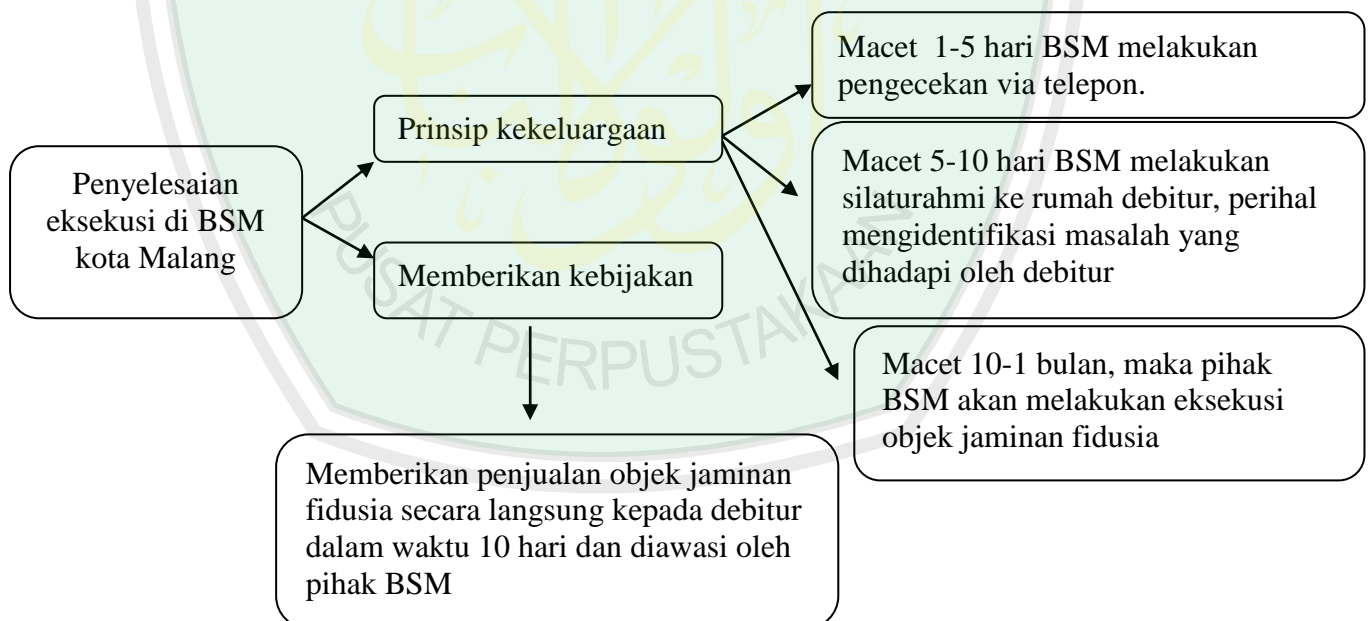 Penyelesaian
eksekusi di BSM
kota Malang
Prinsip kekeluargaan
Memberikan kebijakan
Macet  1-5 hari BSM melakukan
pengecekan via telepon.
Macet 5-10 hari BSM melakukan
silaturahmi ke rumah debitur, perihal
mengidentifikasi masalah yang
dihadapi oleh debitur
Macet 10-1 bulan, maka pihak
BSM akan melakukan eksekusi
objek jaminan fidusia
Memberikan penjualan objek jaminan
fidusia secara langsung kepada debitur
dalam waktu 10 hari dan diawasi oleh
pihak BSM
PUSAT PERPUSTAKAAN